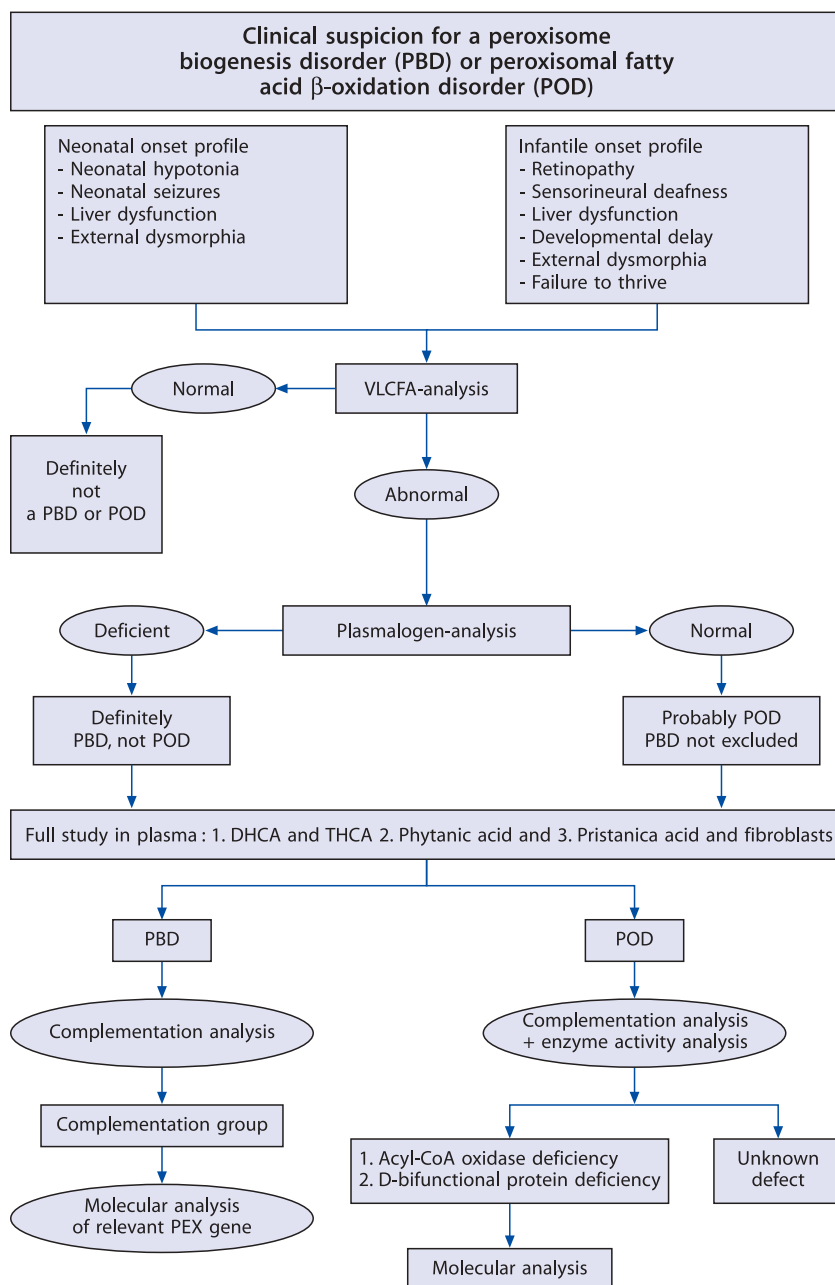 Clinical suspicion for a peroxisome
biogenesis disorder (PBD) or peroxisomal fatty
acid β-oxidation disorder (POD)
Neonatal onset profile
- Neonatal hypotonia
- Neonatal seizures
- Liver dysfunction
- External dysmorphia
Infantile onset profile
- Retinopathy
- Sensorineural deafness
- Liver dysfunction
- Developmental delay
- External dysmorphia
- Failure to thrive
Normal
VLCFA-analysis
Definitely
not
a PBD or POD
Abnormal
Deficient
Plasmalogen-analysis
Normal
Definitely
PBD, not POD
Probably POD
PBD not excluded
Full study in plasma : 1. DHCA and THCA 2. Phytanic acid and 3. Pristanica acid and fibroblasts
PBD
POD
Complementation analysis
Complementation analysis
+ enzyme activity analysis
Complementation group
1. Acyl-CoA oxidase deficiency
2. D-bifunctional protein deficiency
Unknown
defect
Molecular analysis
of relevant PEX gene
Molecular analysis